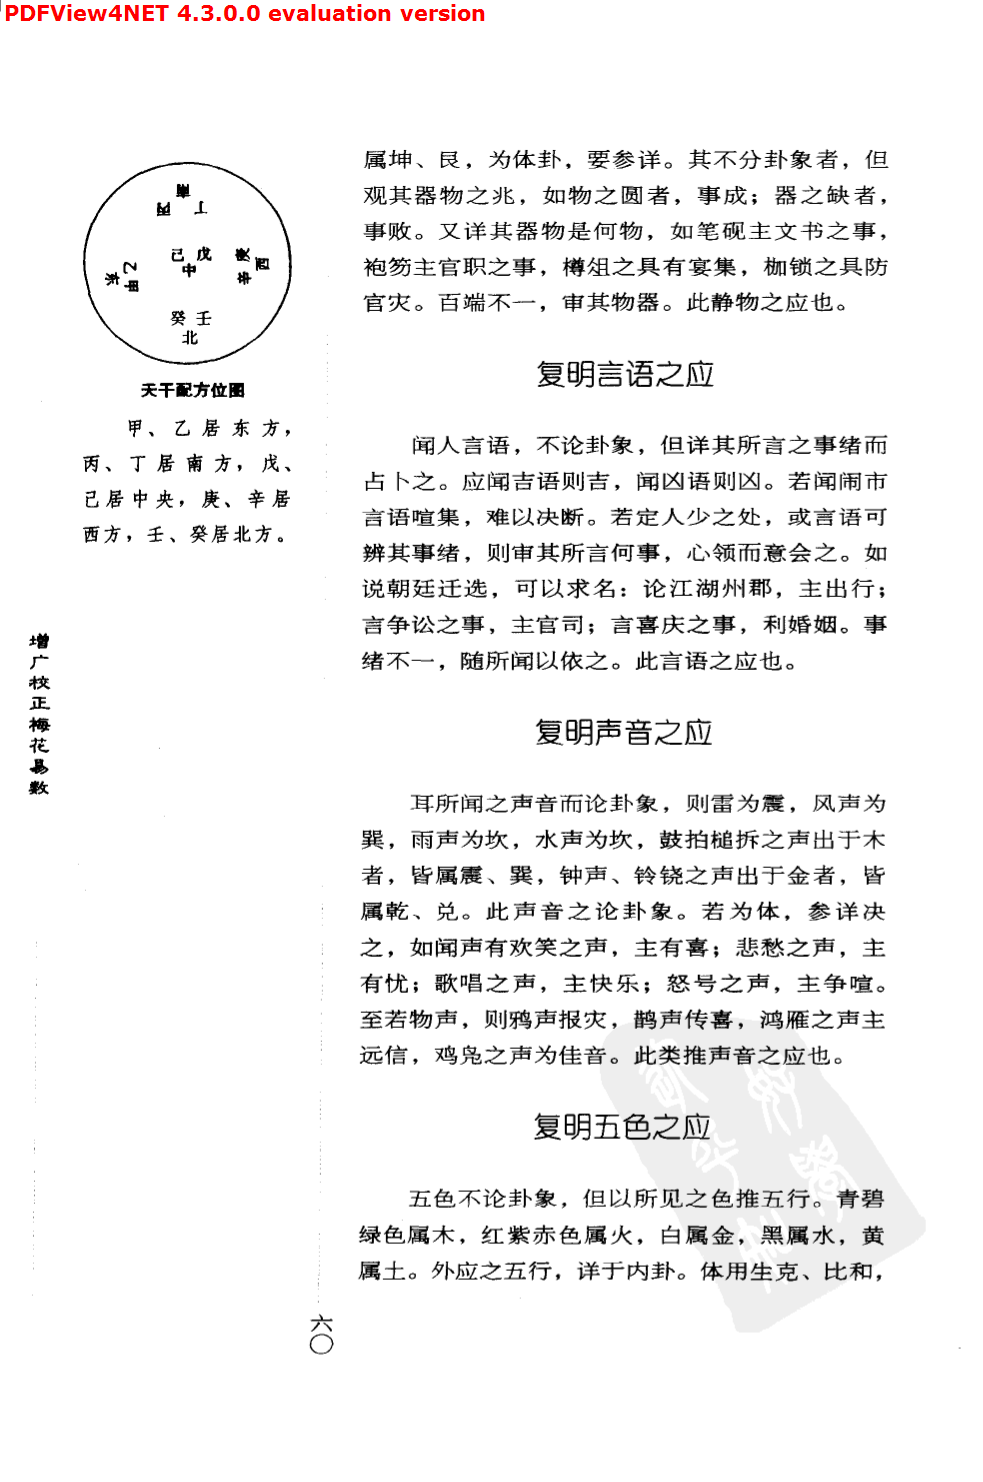 PDFView4NET 4.3.0.0 evaluation version
属坤、艮，为体卦，要参详。其不分卦象者，但
观其器物之兆，如物之圆者，事成；器之缺者，
事败。又详其器物是何物，如笔砚主文书之事，
袍笏主官职之事，樽俎之具有宴集，枷锁之具防
官灾。百端不一，审其物器。此静物之应也。
复明言语之应
闻人言语，不论卦象，但详其所言之事绪而
占卜之。应闻吉语则吉，闻凶语则凶。若闻闹市
言语喧集，难以决断。若定人少之处，或言语可
辨其事绪，则审其所言何事，心领而意会之。如
说朝廷迁选，可以求名：论江湖州郡，主出行；
言争讼之事，主官司；言喜庆之事，利婚姻。事
绪不一，随所闻以依之。此言语之应也。
复明声音之应
耳所闻之声音而论卦象，则雷为震，风声为
巽，雨声为坎，水声为坎，鼓拍槌拆之声出于木
者，皆属震、巽，钟声、铃铙之声出于金者，皆
属乾、兑。此声音之论卦象。若为体，参详决
之，如闻声有欢笑之声，主有喜；悲愁之声，主
有忧；歌唱之声，主快乐；怒号之声，主争喧。
至若物声，则鸦声报灾，鹊声传喜，鸿雁之声主
远信，鸡凫之声为佳音。此类推声音之应也。
复明五色之应
五色不论卦象，但以所见之色推五行。青碧
绿色属木，红紫赤色属火，白属金，黑属水，黄
属土。外应之五行，详于内卦。体用生克、比和，
南
丙 丁
己 戊
中
东
甲 乙
庚
辛
西
癸 壬
北
天干配方位图
甲、乙居东方，
丙、丁居南方，戊、
己居中央，庚、辛居
西方，壬、癸居北方。
增广校正梅花易数
六〇